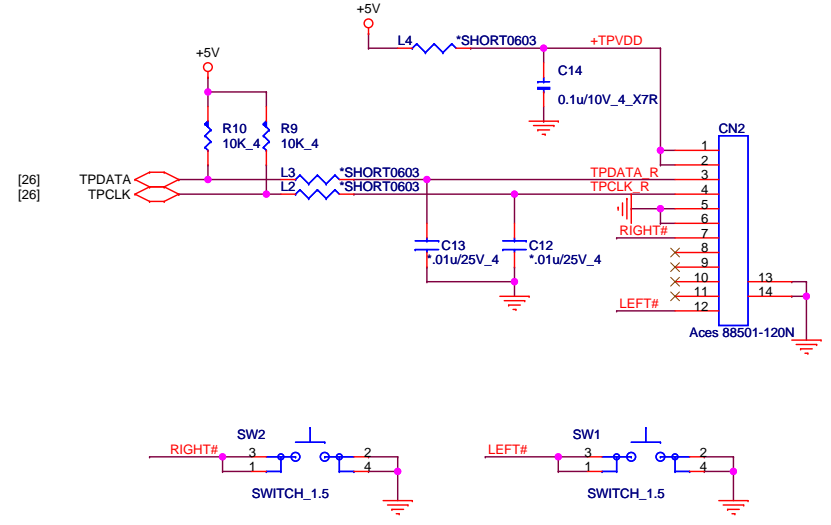 +5V
L4 *SHORT0603 +TPVDD
+5V
C14
0.1u/10V_4_X7R
R10 R9
10K_4 10K_4
CN2
1
2
[26] TPDATA L3 *SHORT0603 TPDATA_R 3
[26] TPCLK L2 *SHORT0603 TPCLK_R 4
5
6
RIGHT# 7
C13 C12
*.01u/25V_4 *.01u/25V_4
8
9
10 13
11 14
LEFT# 12
Aces 88501-120N
SW2 SW1
RIGHT# 3 2 LEFT# 3 2
1 4 1 4
SWITCH_1.5 SWITCH_1.5